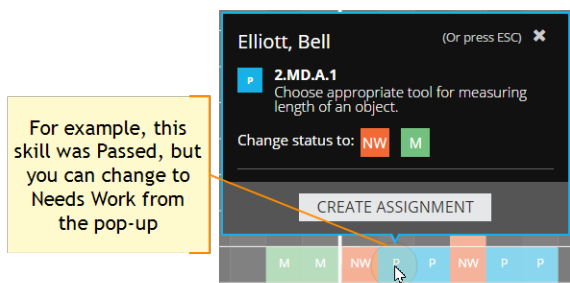 Elliott, Bell
(Or press ESC) ✖
P
2.MD.A.1
Choose appropriate tool for measuring
length of an object.
Change status to: NW M
CREATE ASSIGNMENT
For example, this
skill was Passed, but
you can change to
Needs Work from
the pop-up
M M NW P P NW P P